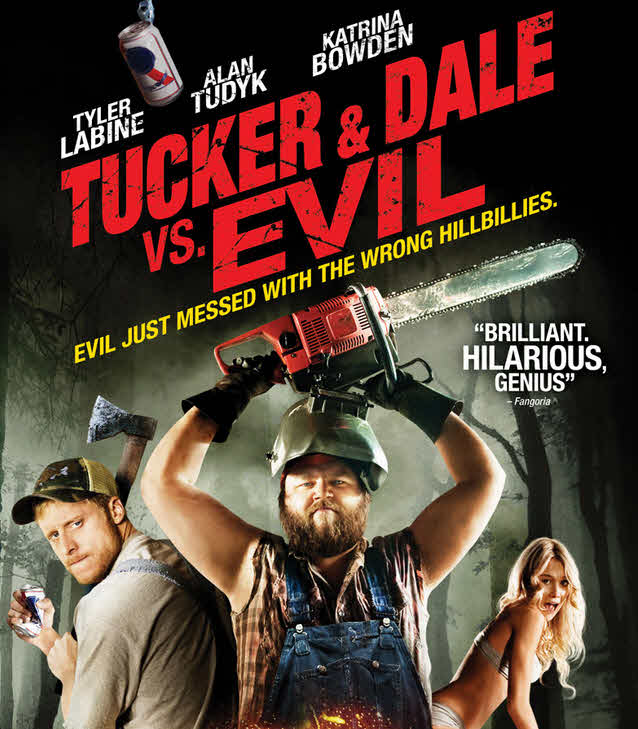 TYLER
LABINE
ALAN
TUDYK
KATRINA
BOWDEN
TUCKER & DALE
VS. EVIL
EVIL JUST MESSED WITH THE WRONG HILLBILLIES.
“BRILLIANT.
HILARIOUS,
GENIUS”
– Fangoria